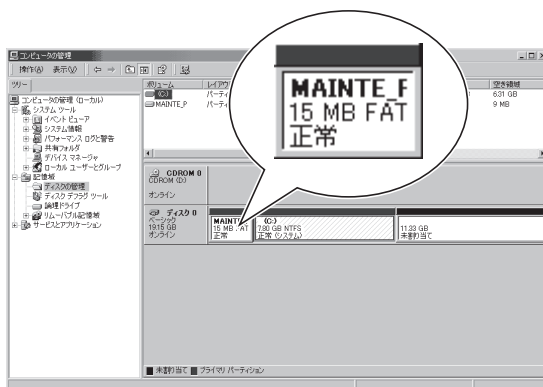 コンピュータの管理
操作(A) 表示(V)
ツリー
コンピュータの管理 (ローカル)
システム ツール
イベント ビューア
システム情報
パフォーマンス ログと警告
共有フォルダ
デバイス マネージャ
ローカル ユーザーとグループ
記憶域
ディスクの管理
ディスク デフラグ ツール
論理ドライブ
リムーバブル記憶域
サービスとアプリケーション
ボリューム レイアウ 空き領域
(C:) パーティ 6.31 GB
MAINTE_P パーティ 9 MB
MAINTE_F
15 MB FAT
正常
CDROM 0
CDROM (D:)
オンライン
ディスク 0
ベーシック
19.15 GB
オンライン
MAINT
15 MB FAT
正常
(C:)
7.80 GB NTFS
正常 (システム)
11.33 GB
未割り当て
未割り当て プライマリ パーティション